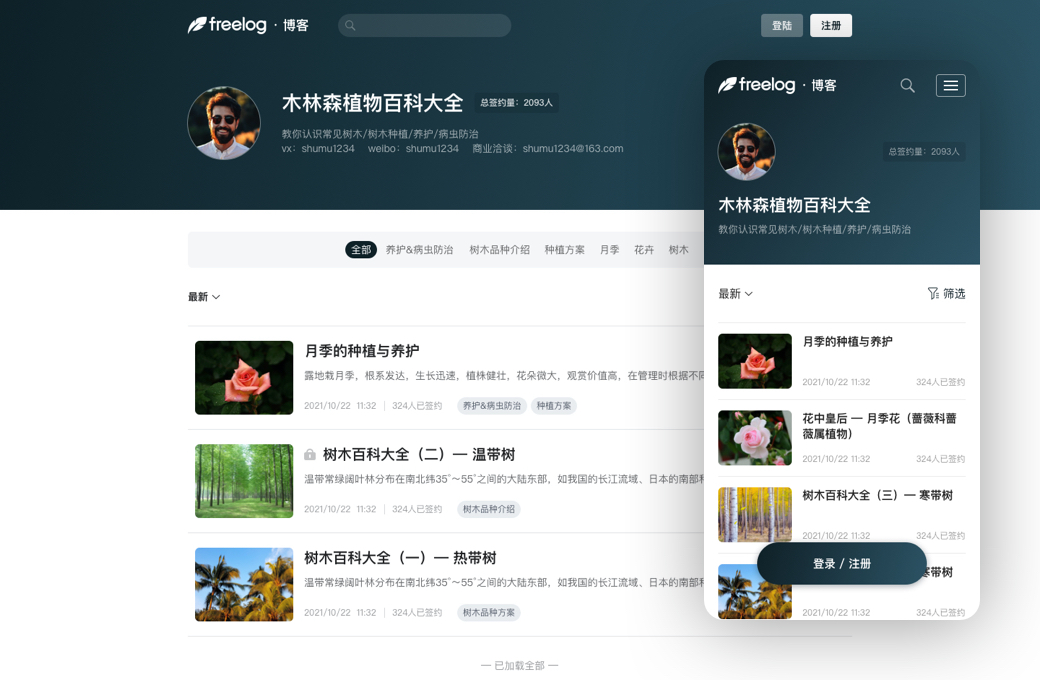 freelog · 博客
登陆
注册
木林森植物百科大全
总签约量：2093人
教你认识常见树木/树木种植/养护/病虫防治
vx：shumu1234 weibo：shumu1234 商业洽谈：shumu1234@163.com
全部 养护&病虫防治 树木品种介绍 种植方案 月季 花卉 树木
最新
月季的种植与养护
露地栽月季，根系发达，生长迅速，植株健壮，花朵微大，观赏价值高，在管理时根据不同
2021/10/22 11:32 324人已签约 养护&病虫防治 种植方案
树木百科大全（二）— 温带树
温带常绿阔叶林分布在南北纬35°～55°之间的大陆东部，如我国的长江流域、日本的南部和
2021/10/22 11:32 324人已签约 树木品种介绍
树木百科大全（一）— 热带树
温带常绿阔叶林分布在南北纬35°～55°之间的大陆东部，如我国的长江流域、日本的南部和
2021/10/22 11:32 324人已签约 树木品种方案
— 已加载全部 —
freelog · 博客
总签约量：2093人
木林森植物百科大全
教你认识常见树木/树木种植/养护/病虫防治
最新
筛选
月季的种植与养护
2021/10/22 11:32 324人已签约
花中皇后 — 月季花（蔷薇科蔷
薇属植物）
2021/10/22 11:32 324人已签约
树木百科大全（三）— 寒带树
2021/10/22 11:32 324人已签约
寒带树
登录 / 注册
2021/10/22 11:32 324人已签约